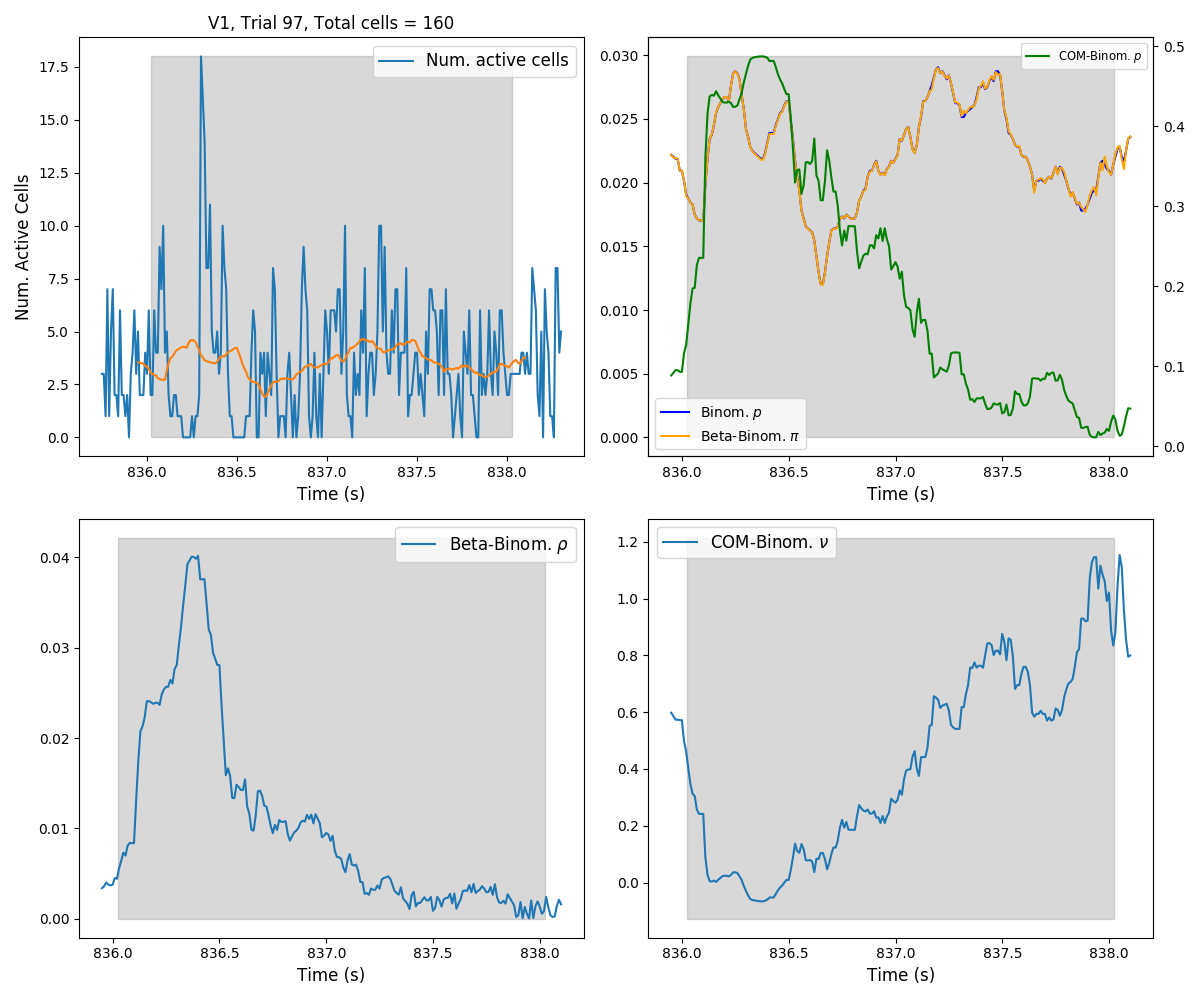 V1, Trial 97, Total cells = 160
Num. active cells
Num. Active Cells
17.5
15.0
12.5
10.0
7.5
5.0
2.5
0.0
836.0 836.5 837.0 837.5 838.0
Time (s)
COM-Binom. p
Binom. p
Beta-Binom. π
0.030
0.025
0.020
0.015
0.010
0.005
0.000
0.5
0.4
0.3
0.2
0.1
0.0
836.0 836.5 837.0 837.5 838.0
Time (s)
Beta-Binom. ρ
0.04
0.03
0.02
0.01
0.00
836.0 836.5 837.0 837.5 838.0
Time (s)
COM-Binom. ν
1.2
1.0
0.8
0.6
0.4
0.2
0.0
836.0 836.5 837.0 837.5 838.0
Time (s)